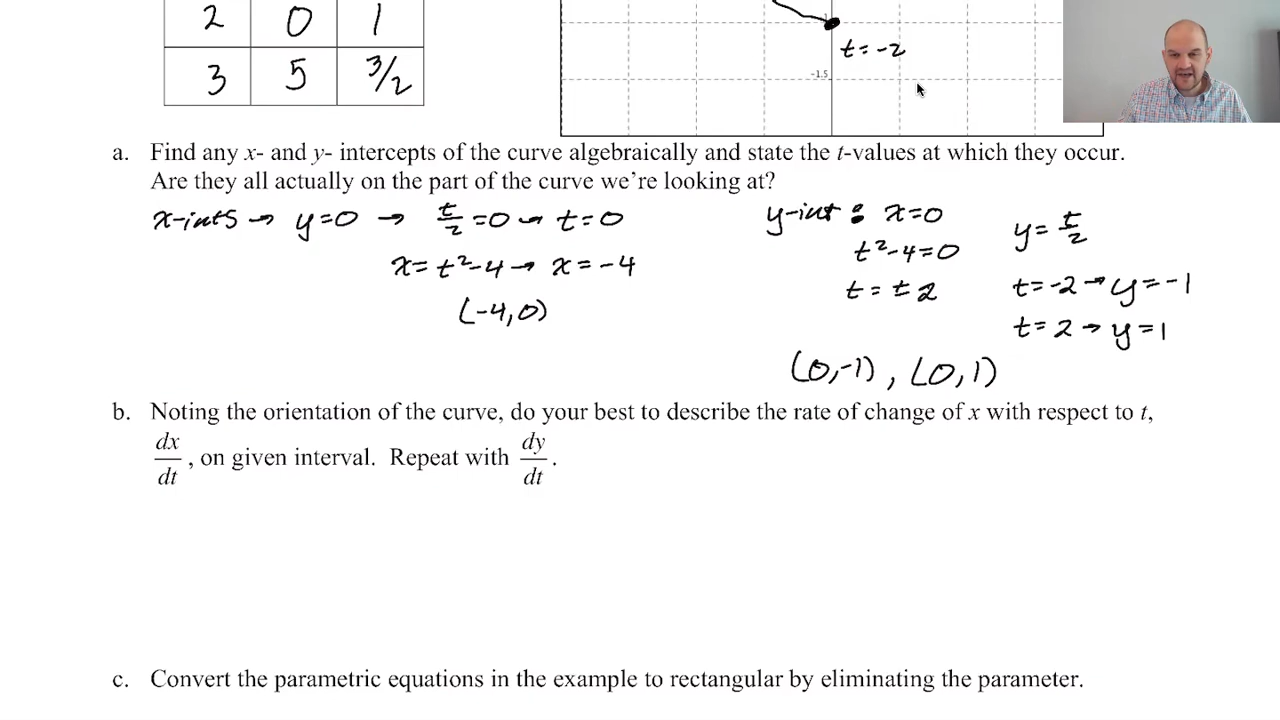 2 0 1
3 5 3/2
t = -2
-1.5
a. Find any x- and y- intercepts of the curve algebraically and state the t-values at which they occur.
Are they all actually on the part of the curve we're looking at?
x-ints → y=0 → t/2 =0 → t=0
x = t²-4 → x = -4
(-4,0)
y-int : x=0
t²-4=0
t = ±2
y = t/2
t=-2 → y=-1
t=2 → y=1
(0,-1), (0,1)
b. Noting the orientation of the curve, do your best to describe the rate of change of x with respect to t,
dx/dt, on given interval. Repeat with dy/dt.
c. Convert the parametric equations in the example to rectangular by eliminating the parameter.